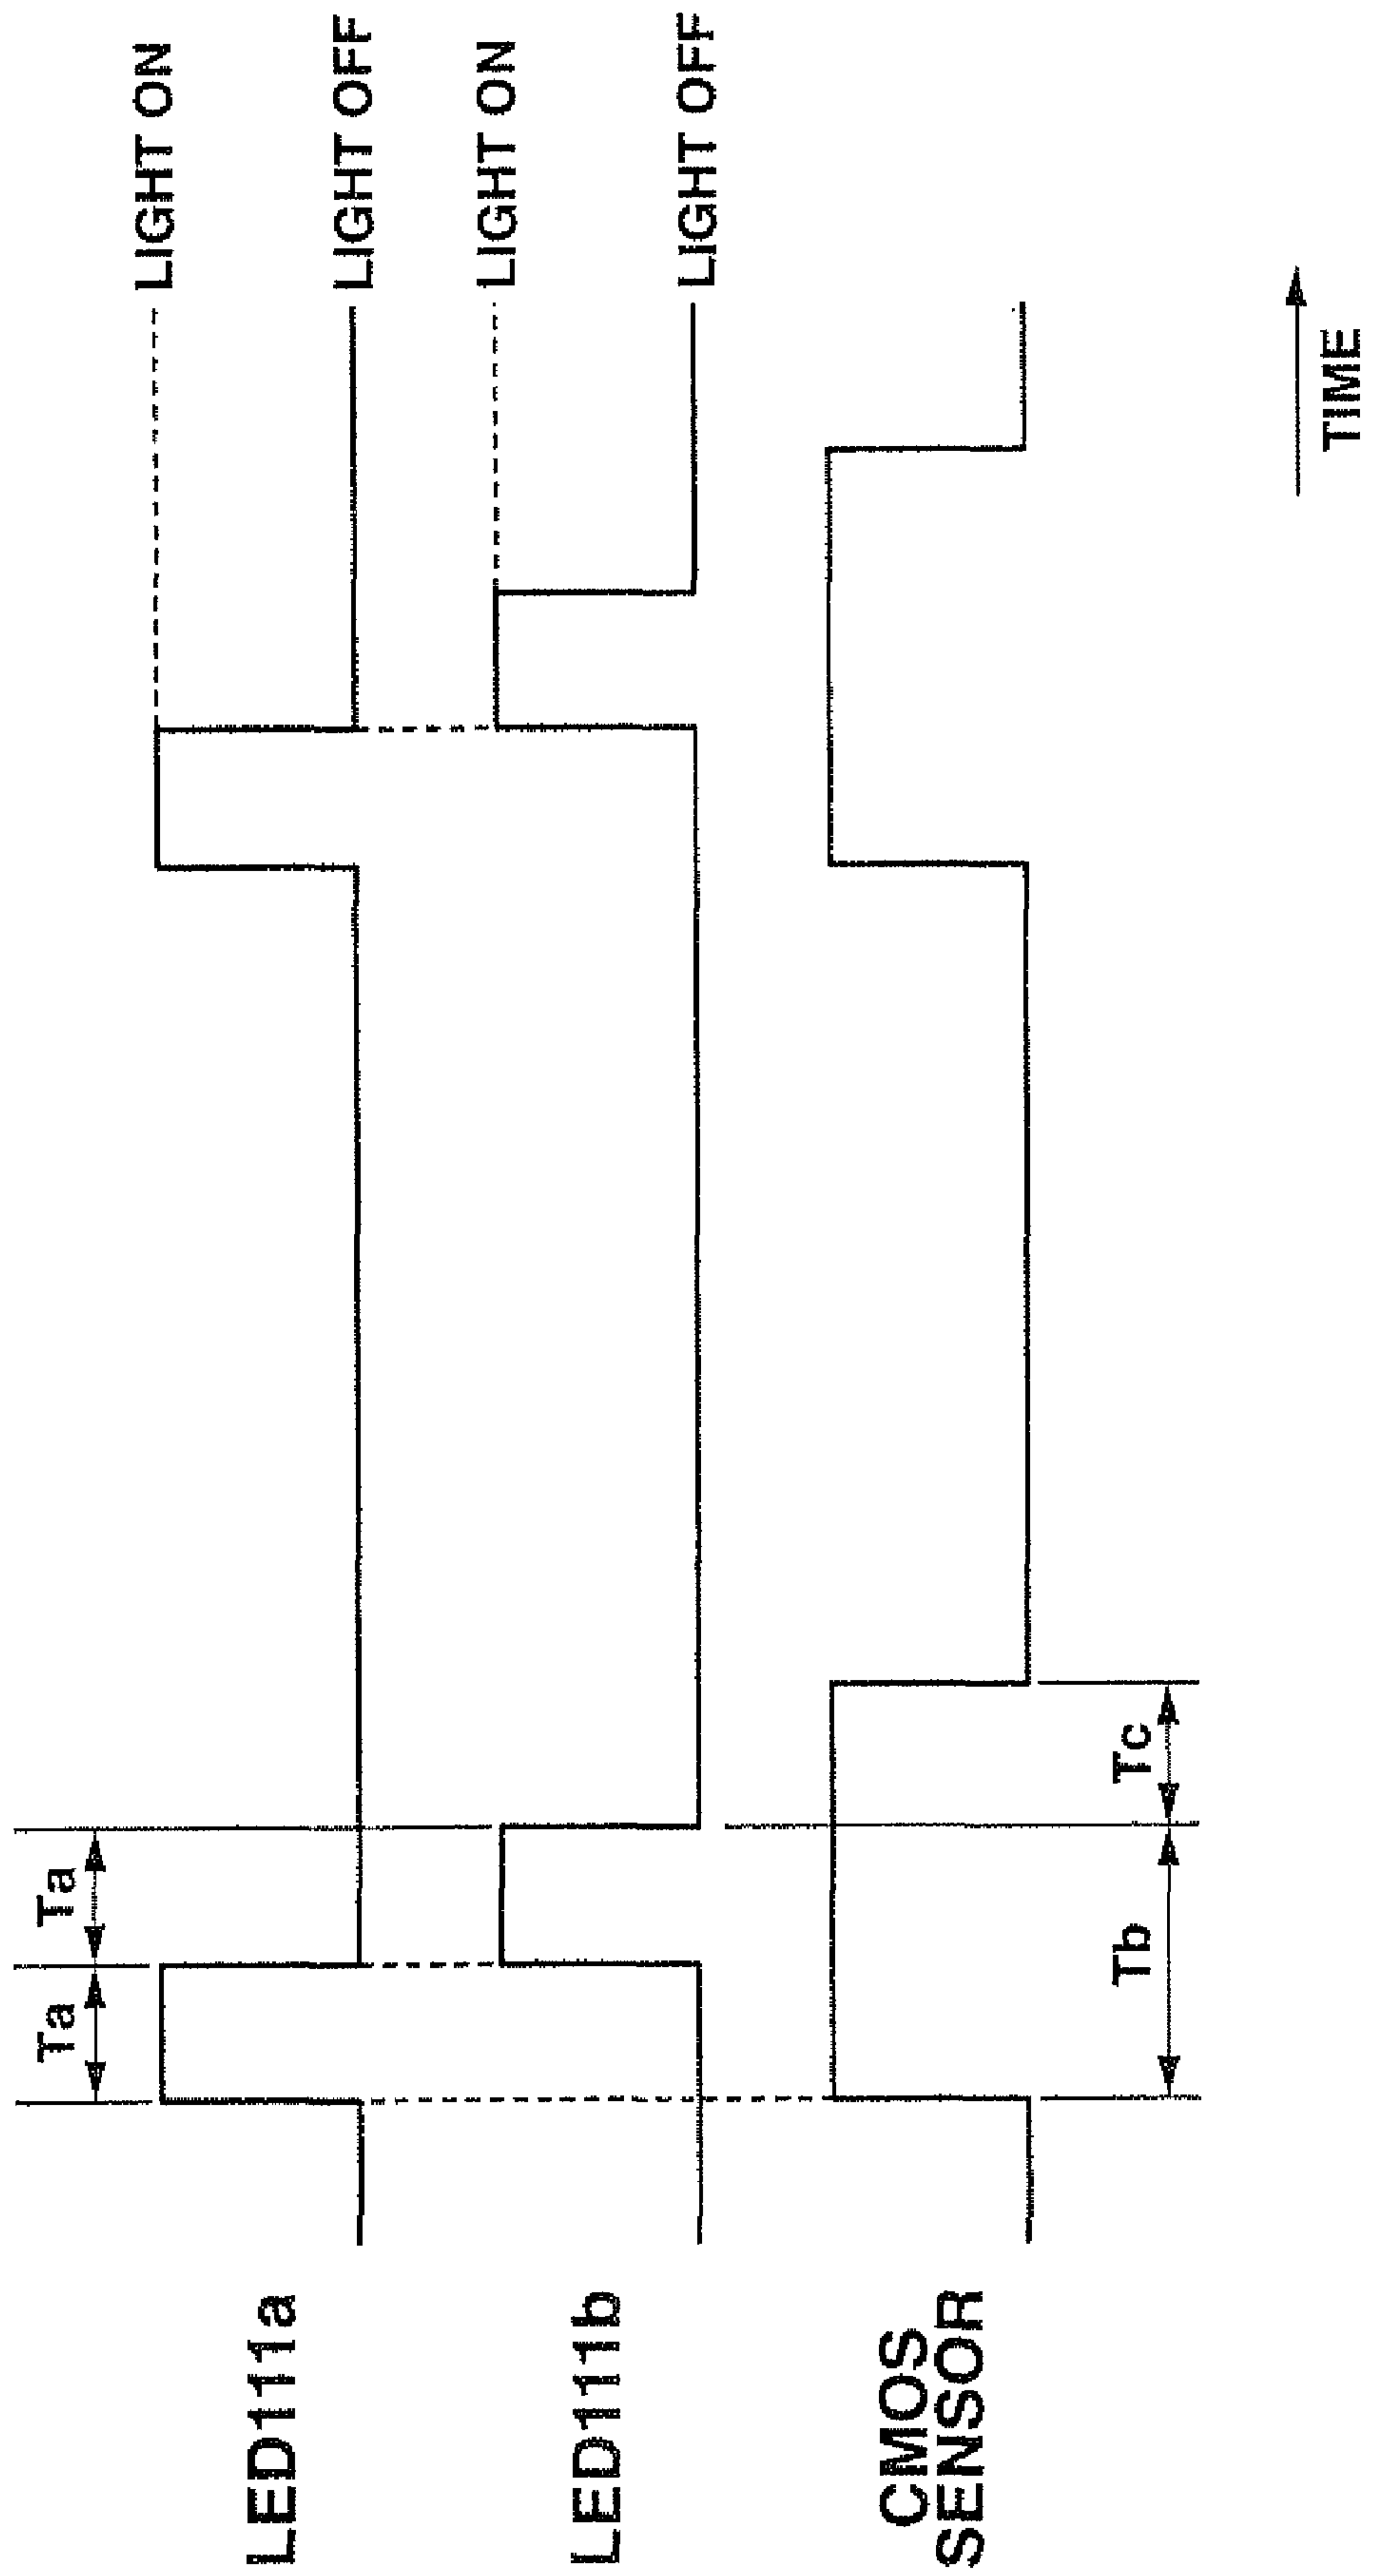 Ta
Ta
LED111a
LIGHT ON
LIGHT OFF
LED111b
LIGHT ON
LIGHT OFF
CMOS
SENSOR
Tb
Tc
TIME